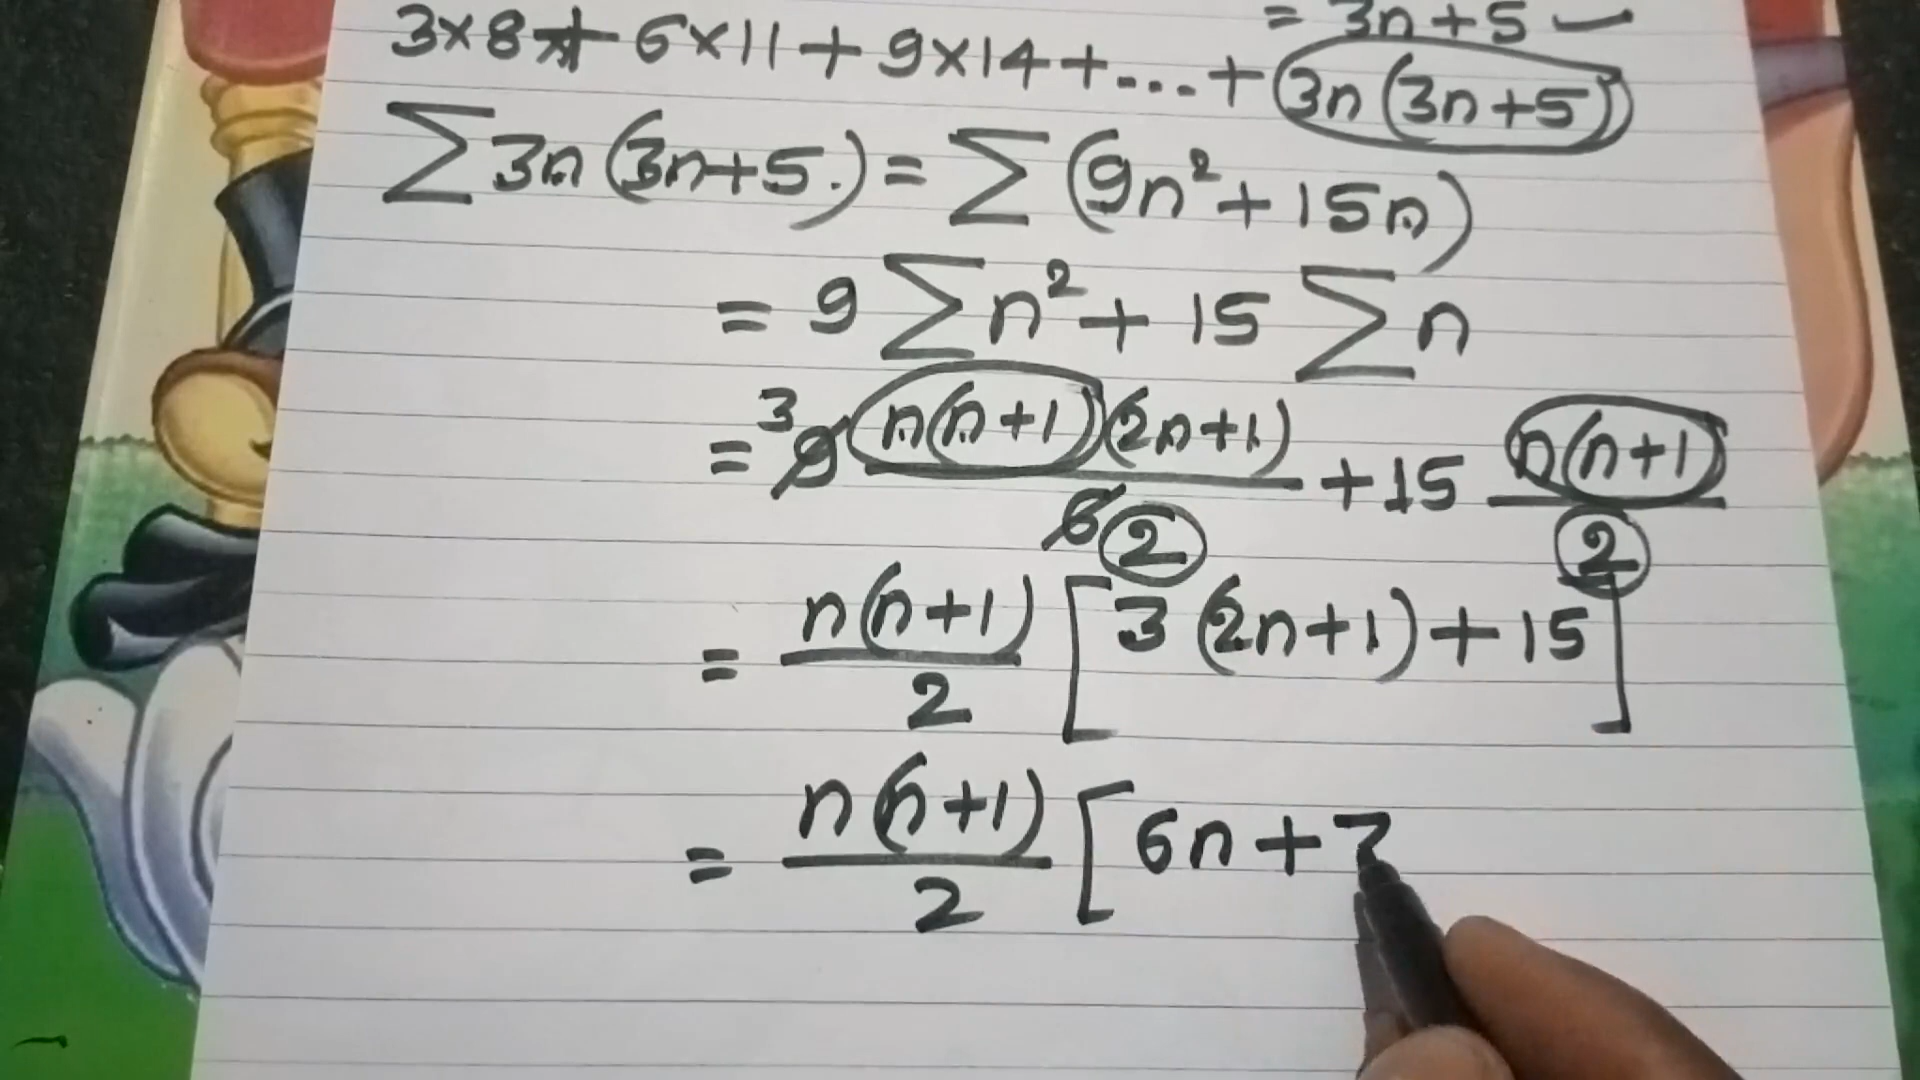 = 3n+5
3×8 + 6×11 + 9×14 + ... + 3n(3n+5)
∑ 3n(3n+5.) = ∑ (9n² + 15n)
= 9 ∑ n² + 15 ∑ n
= 3 9 n(n+1)(2n+1) / 6 2 + 15 n(n+1) / 2
= n(n+1) / 2 [3(2n+1) + 15]
= n(n+1) / 2 [6n + 3